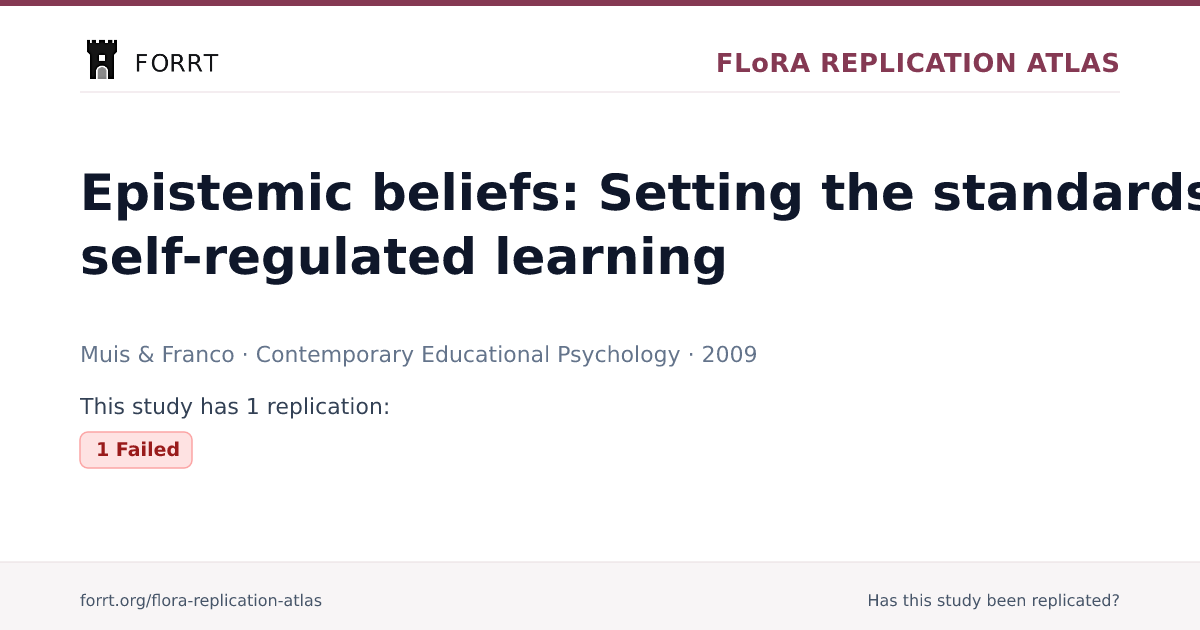 FORRT
FLoRA REPLICATION ATLAS
Epistemic beliefs: Setting the standards
self-regulated learning
Muis & Franco · Contemporary Educational Psychology · 2009
This study has 1 replication:
1 Failed
forrt.org/flora-replication-atlas
Has this study been replicated?